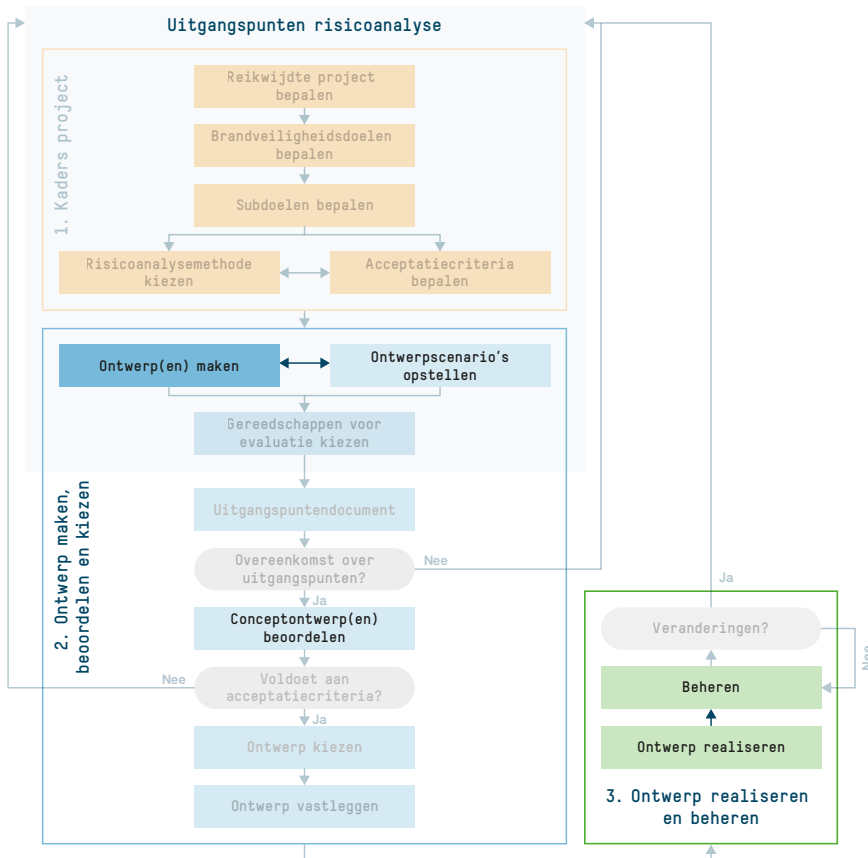 Uitgangspunten risicoanalyse
1. Kaders project
Reikwijdte project
bepalen
Brandveiligheidsdoelen
bepalen
Subdoelen bepalen
Risicoanalysemethode
kiezen
Acceptatiecriteria
bepalen
2. Ontwerp maken,
beoordelen en kiezen
Ontwerp(en) maken
Ontwerpscenario's
opstellen
Gereedschappen voor
evaluatie kiezen
Uitgangspuntendocument
Overeenkomst over
uitgangspunten?
Nee
Ja
Conceptontwerp(en)
beoordelen
Voldoet aan
acceptatiecriteria?
Nee
Ja
Ontwerp kiezen
Ontwerp vastleggen
Ja
Veranderingen?
Nee
Beheren
Ontwerp realiseren
3. Ontwerp realiseren
en beheren